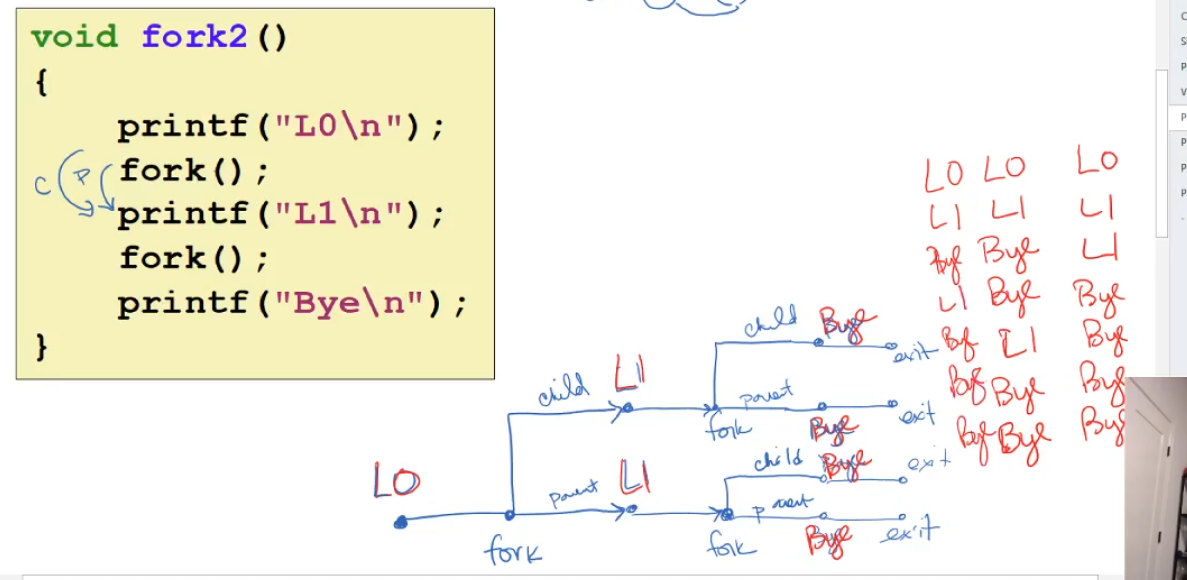 void fork2()
{
printf("L0\n");
fork();
printf("L1\n");
fork();
printf("Bye\n");
}
C P
L0 L0 L0
L1 L1 L1
Bye Bye L1
L1 Bye Bye
Bye L1 Bye
Bye Bye Bye
Bye Bye Bye
child Bye
exit
child L1
parent
fork
exit
Bye
child Bye
exit
L0
parent L1
parent
fork
fork
Bye
exit